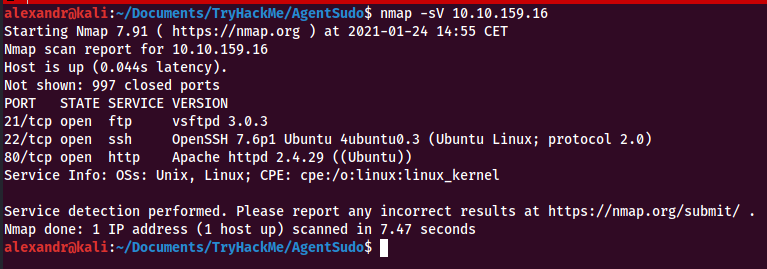 alexandr@kali:~/Documents/TryHackMe/AgentSudo$ nmap -sV 10.10.159.16
Starting Nmap 7.91 ( https://nmap.org ) at 2021-01-24 14:55 CET
Nmap scan report for 10.10.159.16
Host is up (0.044s latency).
Not shown: 997 closed ports
PORT   STATE SERVICE VERSION
21/tcp open  ftp     vsftpd 3.0.3
22/tcp open  ssh     OpenSSH 7.6p1 Ubuntu 4ubuntu0.3 (Ubuntu Linux; protocol 2.0)
80/tcp open  http    Apache httpd 2.4.29 ((Ubuntu))
Service Info: OSs: Unix, Linux; CPE: cpe:/o:linux:linux_kernel

Service detection performed. Please report any incorrect results at https://nmap.org/submit/ .
Nmap done: 1 IP address (1 host up) scanned in 7.47 seconds
alexandr@kali:~/Documents/TryHackMe/AgentSudo$